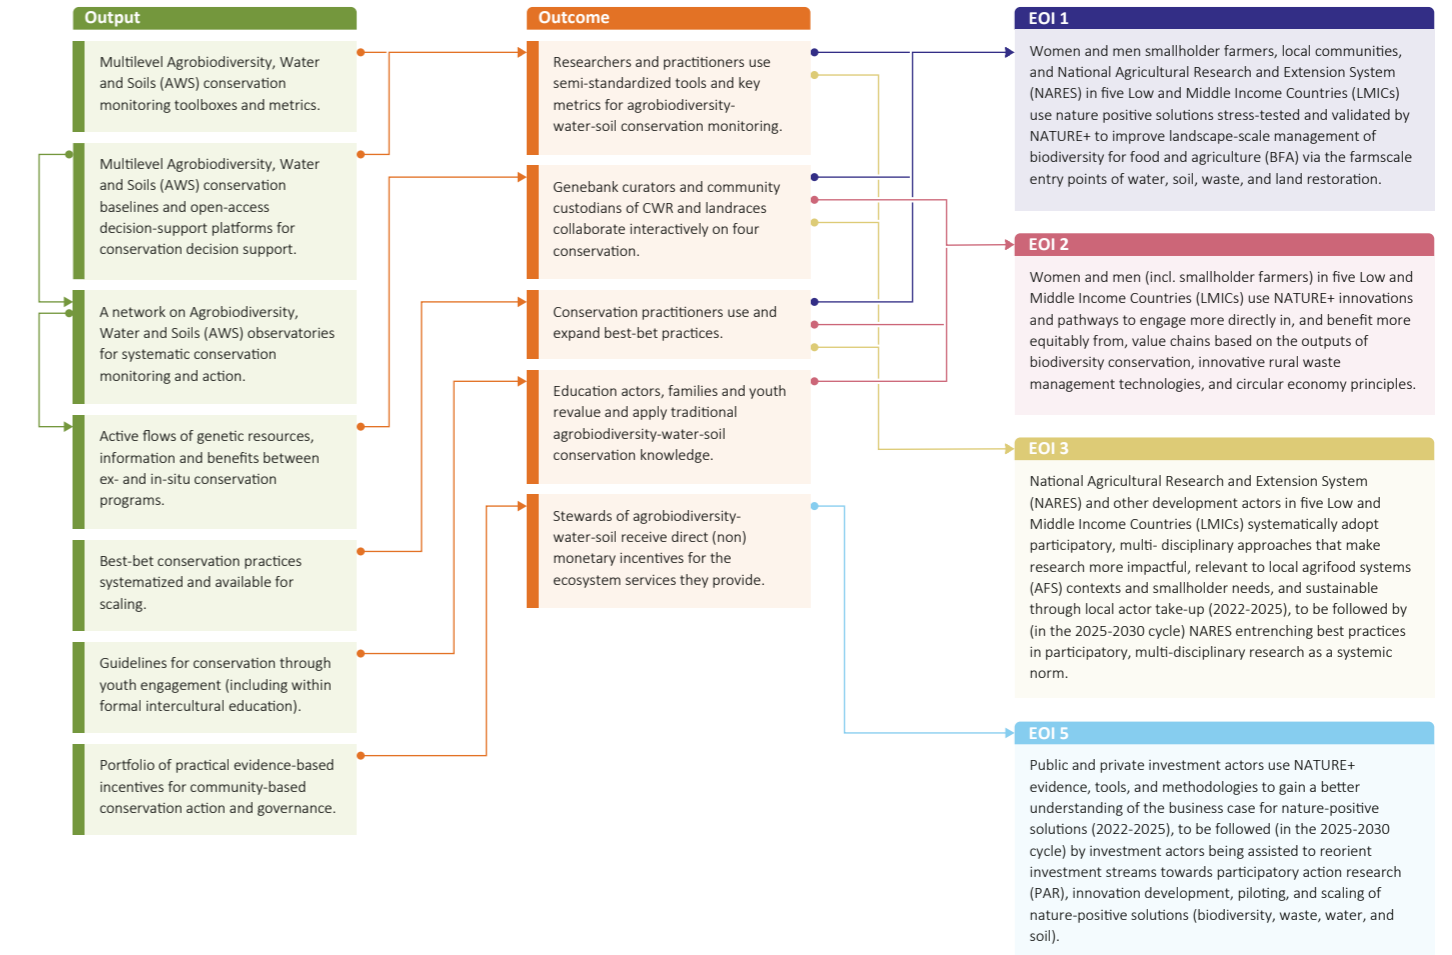 Output
Multilevel Agrobiodiversity, Water
and Soils (AWS) conservation
monitoring toolboxes and metrics.
Multilevel Agrobiodiversity, Water
and Soils (AWS) conservation
baselines and open-access
decision-support platforms for
conservation decision support.
A network on Agrobiodiversity,
Water and Soils (AWS) observatories
for systematic conservation
monitoring and action.
Active flows of genetic resources,
information and benefits between
ex- and in-situ conservation
programs.
Best-bet conservation practices
systematized and available for
scaling.
Guidelines for conservation through
youth engagement (including within
formal intercultural education).
Portfolio of practical evidence-based
incentives for community-based
conservation action and governance.
Outcome
Researchers and practitioners use
semi-standardized tools and key
metrics for agrobiodiversity-
water-soil conservation monitoring.
Genebank curators and community
custodians of CWR and landraces
collaborate interactively on four
conservation.
Conservation practitioners use and
expand best-bet practices.
Education actors, families and youth
revalue and apply traditional
agrobiodiversity-water-soil
conservation knowledge.
Stewards of agrobiodiversity-
water-soil receive direct (non)
monetary incentives for the
ecosystem services they provide.
EOI 1
Women and men smallholder farmers, local communities,
and National Agricultural Research and Extension System
(NARES) in five Low and Middle Income Countries (LMICs)
use nature positive solutions stress-tested and validated by
NATURE+ to improve landscape-scale management of
biodiversity for food and agriculture (BFA) via the farmscale
entry points of water, soil, waste, and land restoration.
EOI 2
Women and men (incl. smallholder farmers) in five Low and
Middle Income Countries (LMICs) use NATURE+ innovations
and pathways to engage more directly in, and benefit more
equitably from, value chains based on the outputs of
biodiversity conservation, innovative rural waste
management technologies, and circular economy principles.
EOI 3
National Agricultural Research and Extension System
(NARES) and other development actors in five Low and
Middle Income Countries (LMICs) systematically adopt
participatory, multi- disciplinary approaches that make
research more impactful, relevant to local agrifood systems
(AFS) contexts and smallholder needs, and sustainable
through local actor take-up (2022-2025), to be followed by
(in the 2025-2030 cycle) NARES entrenching best practices
in participatory, multi-disciplinary research as a systemic
norm.
EOI 5
Public and private investment actors use NATURE+
evidence, tools, and methodologies to gain a better
understanding of the business case for nature-positive
solutions (2022-2025), to be followed (in the 2025-2030
cycle) by investment actors being assisted to reorient
investment streams towards participatory action research
(PAR), innovation development, piloting, and scaling of
nature-positive solutions (biodiversity, waste, water, and
soil).